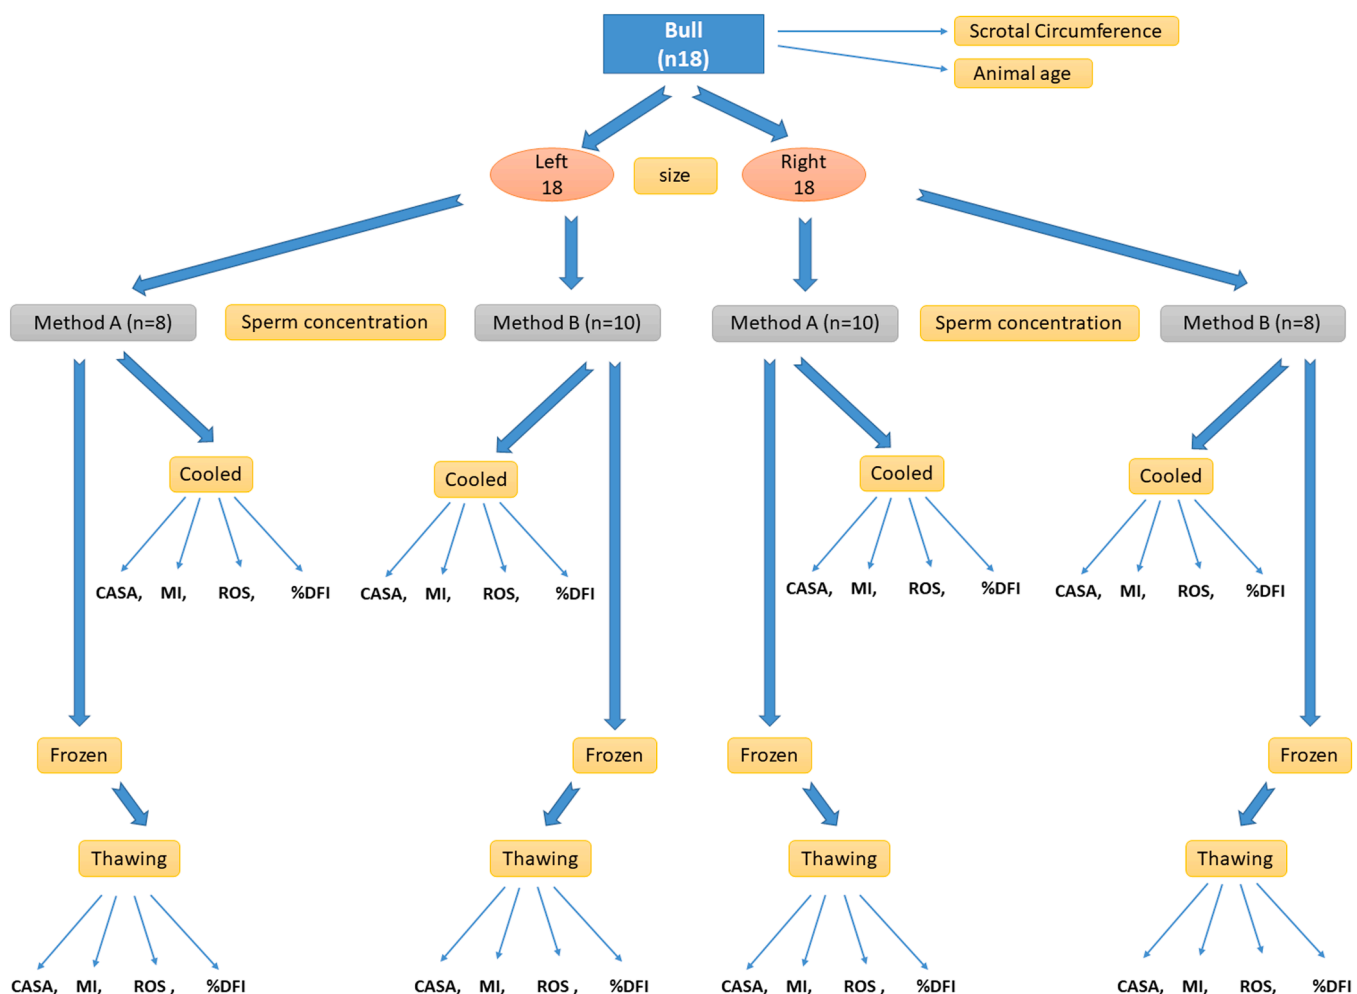 Bull
(n18)
Scrotal Circumference
Animal age
Left
18
size
Right
18
Method A (n=8)
Sperm concentration
Method B (n=10)
Method A (n=10)
Sperm concentration
Method B (n=8)
Cooled
Cooled
Cooled
Cooled
CASA, MI, ROS, %DFI
CASA, MI, ROS, %DFI
CASA, MI, ROS, %DFI
CASA, MI, ROS, %DFI
Frozen
Frozen
Frozen
Frozen
Thawing
Thawing
Thawing
Thawing
CASA, MI, ROS , %DFI
CASA, MI, ROS , %DFI
CASA, MI, ROS , %DFI
CASA, MI, ROS, %DFI